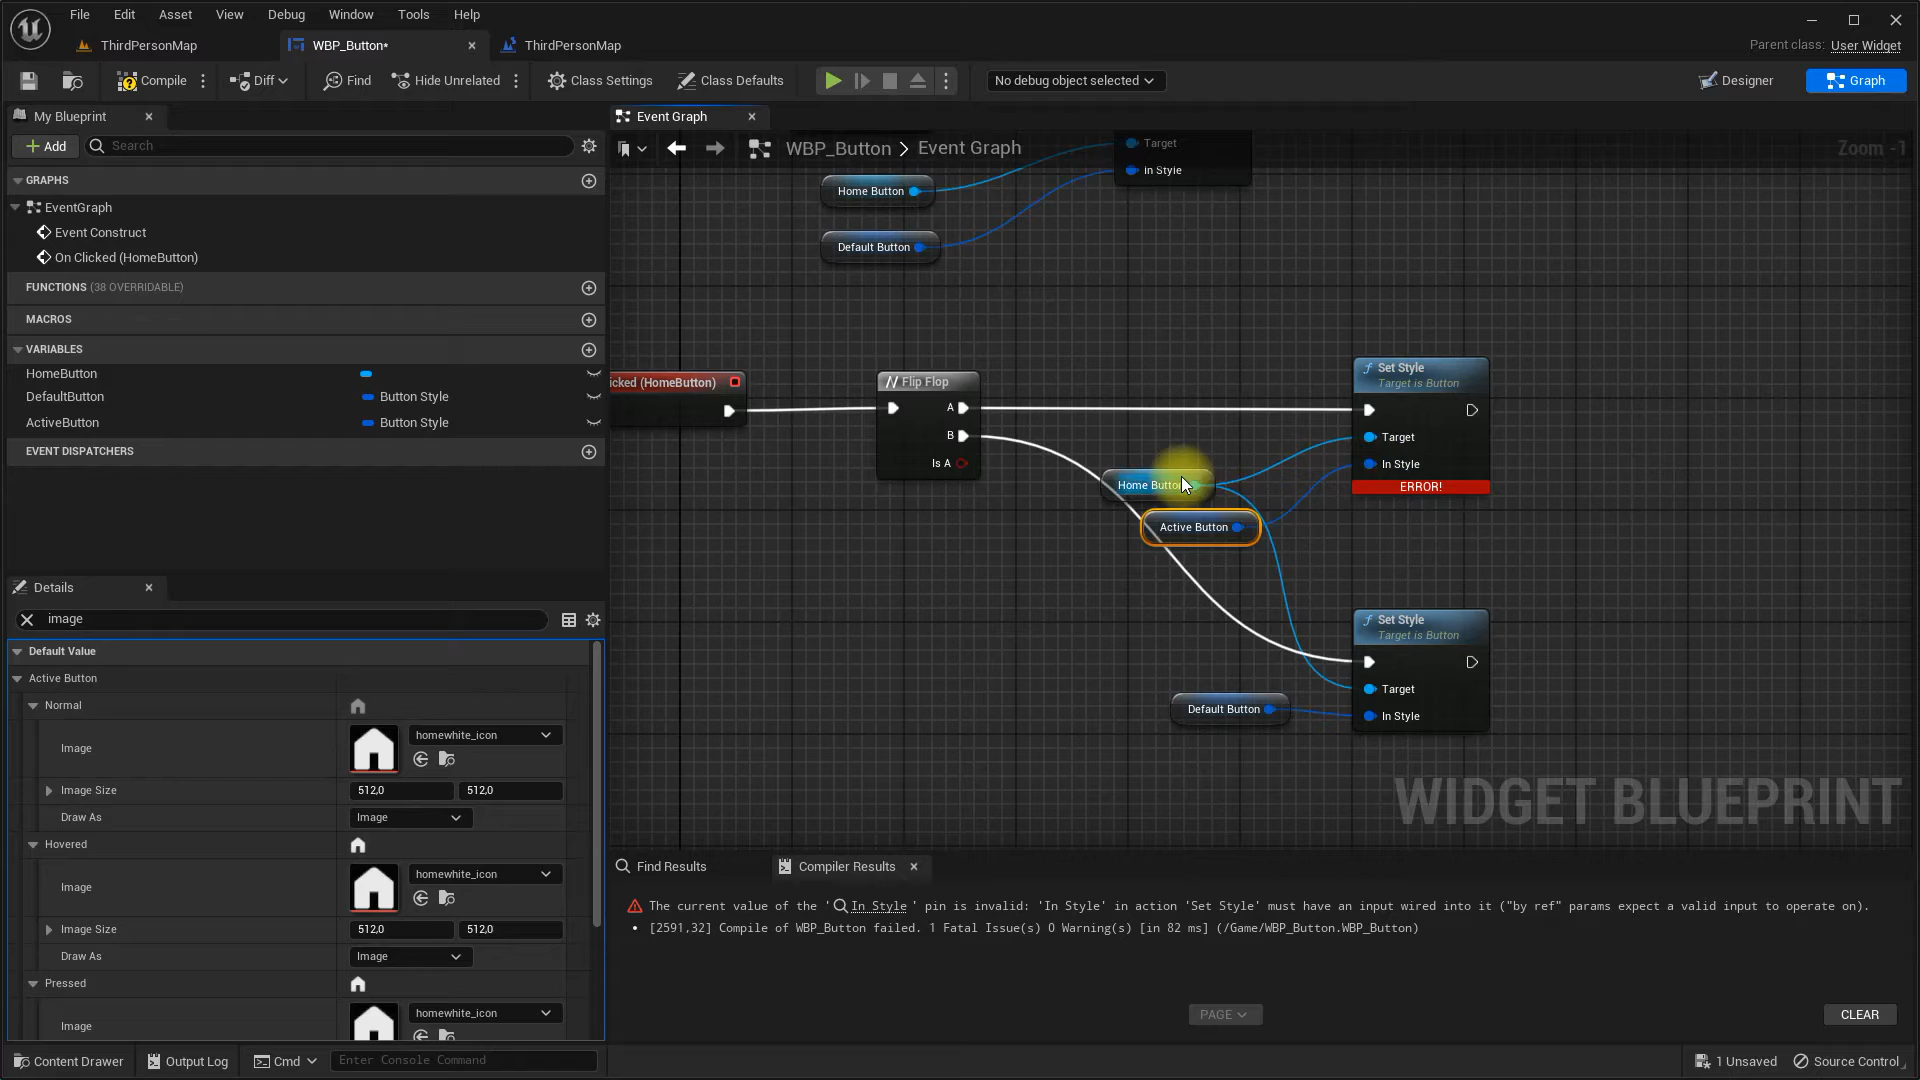 File Edit Asset View Debug Window Tools Help
ThirdPersonMap WBP_Button* ThirdPersonMap
Parent class: User Widget
Compile Diff Find Hide Unrelated Class Settings Class Defaults No debug object selected Designer Graph
My Blueprint
Add Search
GRAPHS
EventGraph
Event Construct
On Clicked (HomeButton)
FUNCTIONS (38 OVERRIDABLE)
MACROS
VARIABLES
HomeButton
DefaultButton Button Style
ActiveButton Button Style
EVENT DISPATCHERS
Details
image
Default Value
Active Button
Normal
Image homewhite_icon
Image Size 512,0 512,0
Draw As Image
Hovered
Image homewhite_icon
Image Size 512,0 512,0
Draw As Image
Pressed
Image homewhite_icon
Event Graph
WBP_Button > Event Graph
Zoom -1
Target
In Style
Home Button
Default Button
icked (HomeButton)
Flip Flop
A
B
Is A
Home Button
Active Button
Set Style
Target is Button
Target
In Style
ERROR!
Set Style
Target is Button
Target
In Style
Default Button
WIDGET BLUEPRINT
Find Results Compiler Results
The current value of the ' In Style ' pin is invalid: 'In Style' in action 'Set Style' must have an input wired into it ("by ref" params expect a valid input to operate on).
[2591,32] Compile of WBP_Button failed. 1 Fatal Issue(s) 0 Warning(s) [in 82 ms] (/Game/WBP_Button.WBP_Button)
PAGE CLEAR
Content Drawer Output Log Cmd Enter Console Command 1 Unsaved Source Control